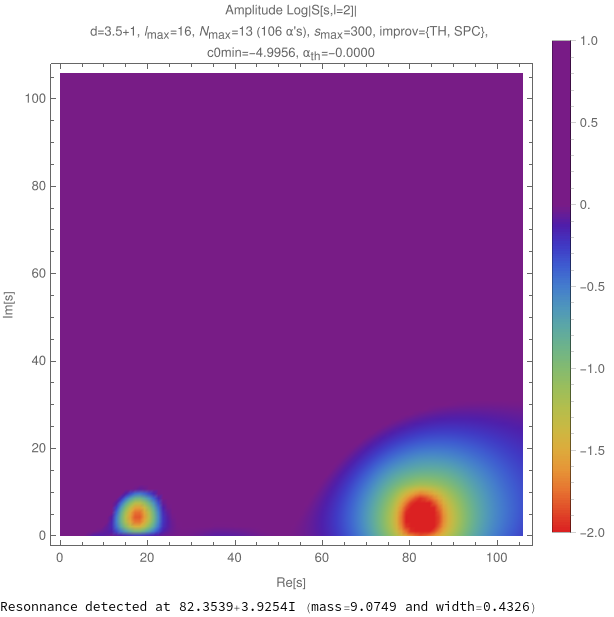 Amplitude Log|S[s,l=2]|
d=3.5+1, lmax=16, Nmax=13 (106 α's), smax=300, improv={TH, SPC},
c0min=−4.9956, αth=−0.0000
1.0
0.5
0.
−0.5
−1.0
−1.5
−2.0
100
80
60
40
20
0
Im[s]
0 20 40 60 80 100
Re[s]
Resonnance detected at 82.3539+3.9254I (mass=9.0749 and width=0.4326)